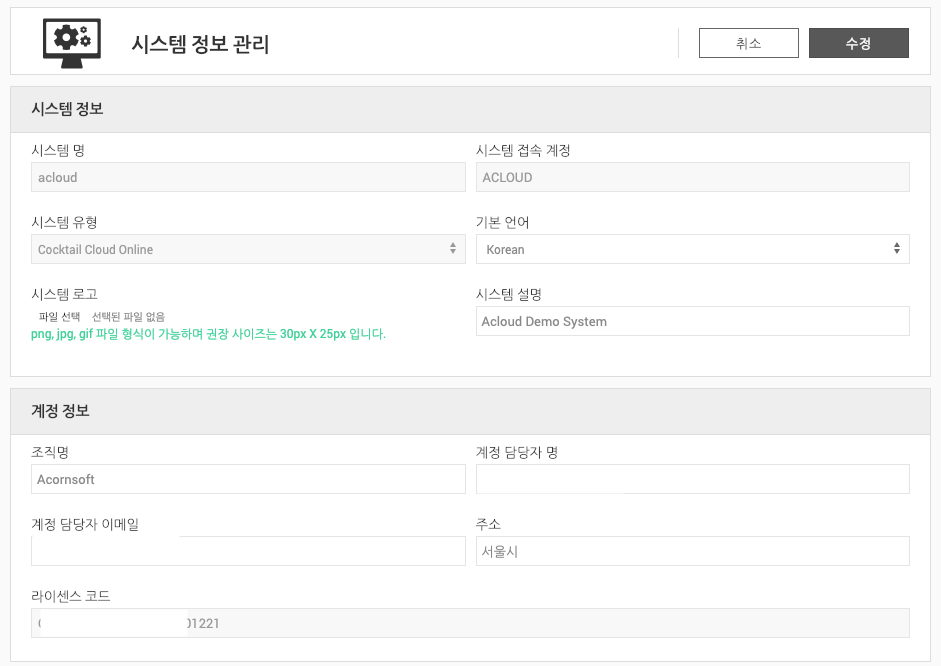 시스템 정보 관리
취소
수정
시스템 정보
시스템 명
시스템 접속 계정
acloud
ACLOUD
시스템 유형
기본 언어
Cocktail Cloud Online
Korean
시스템 로고
시스템 설명
파일 선택 선택된 파일 없음
Acloud Demo System
png, jpg, gif 파일 형식이 가능하며 권장 사이즈는 30px X 25px 입니다.
계정 정보
조직명
계정 담당자 명
Acornsoft
계정 담당자 이메일
주소
서울시
라이센스 코드
01221